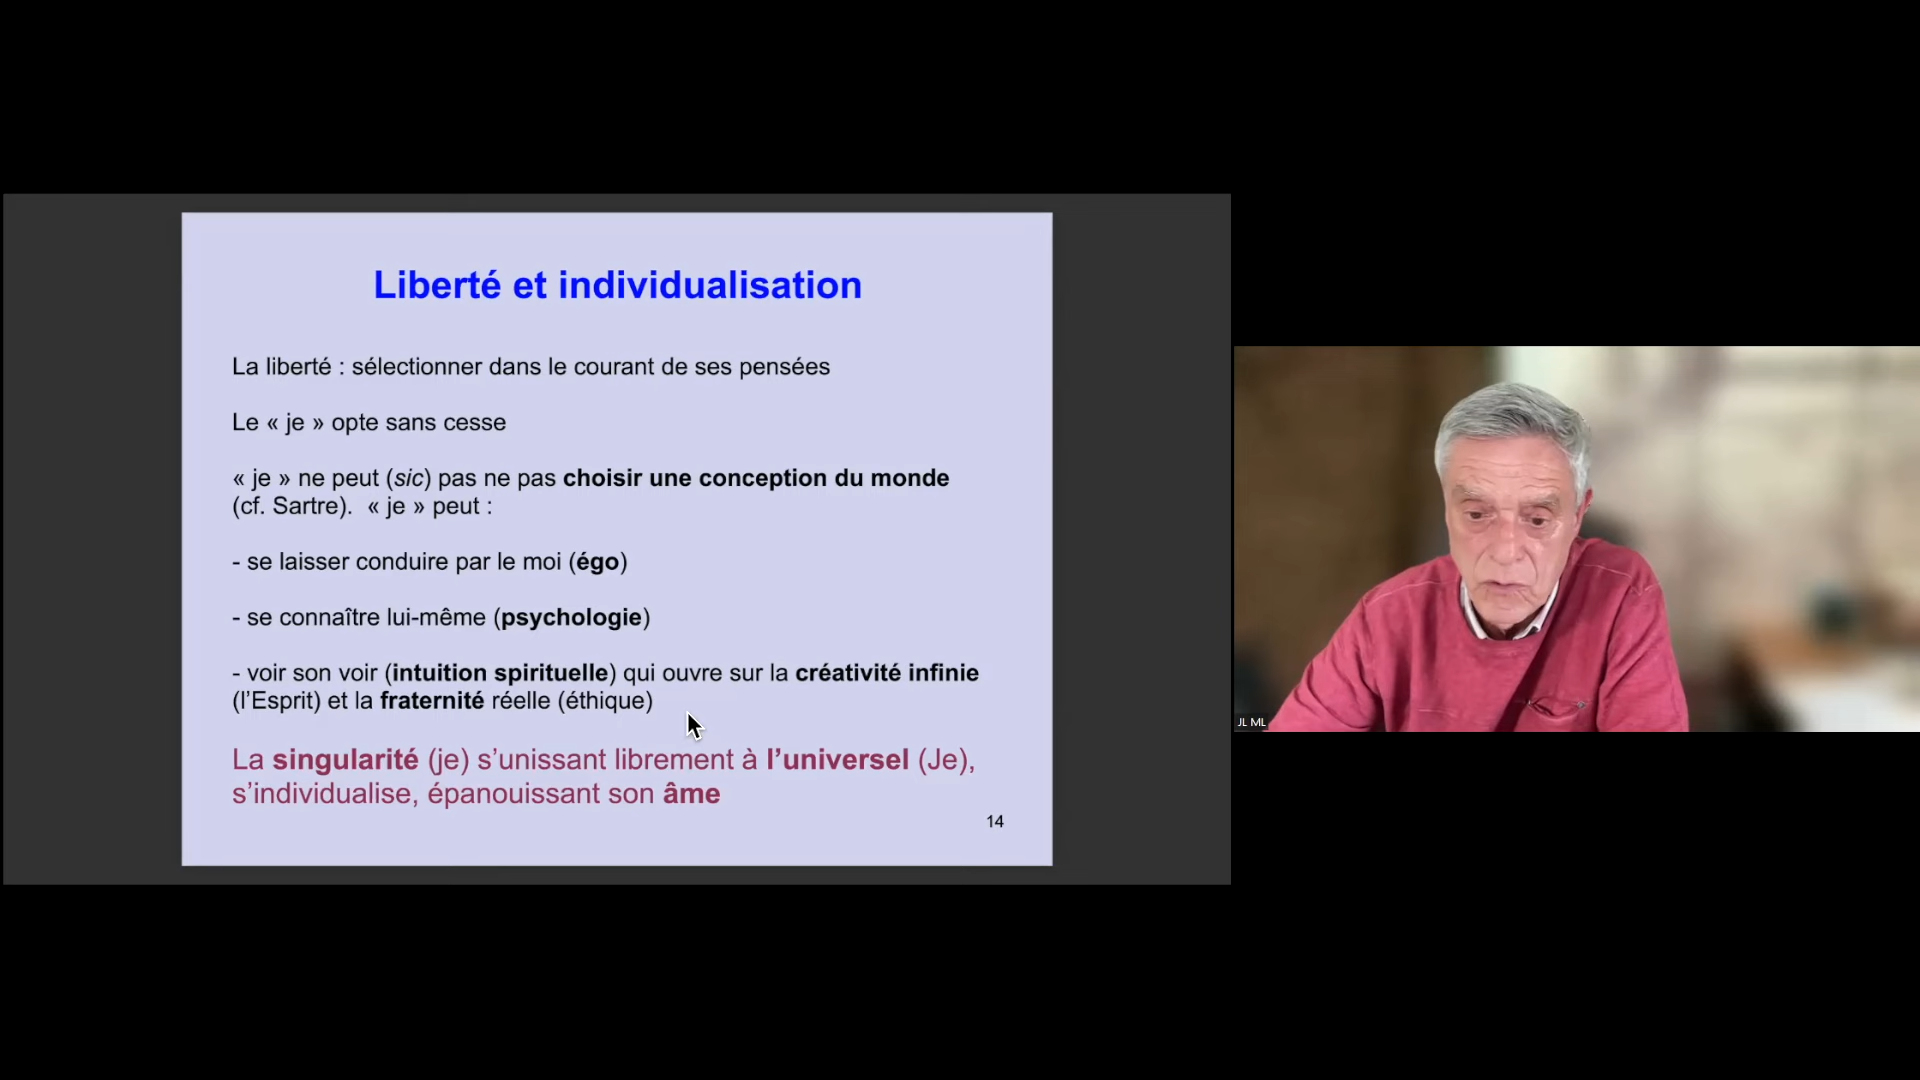 Liberté et individualisation
La liberté : sélectionner dans le courant de ses pensées
Le « je » opte sans cesse
« je » ne peut (sic) pas ne pas choisir une conception du monde
(cf. Sartre).  « je » peut :
- se laisser conduire par le moi (égo)
- se connaître lui-même (psychologie)
- voir son voir (intuition spirituelle) qui ouvre sur la créativité infinie
(l’Esprit) et la fraternité réelle (éthique)
La singularité (je) s’unissant librement à l’universel (Je),
s’individualise, épanouissant son âme
14
JL ML